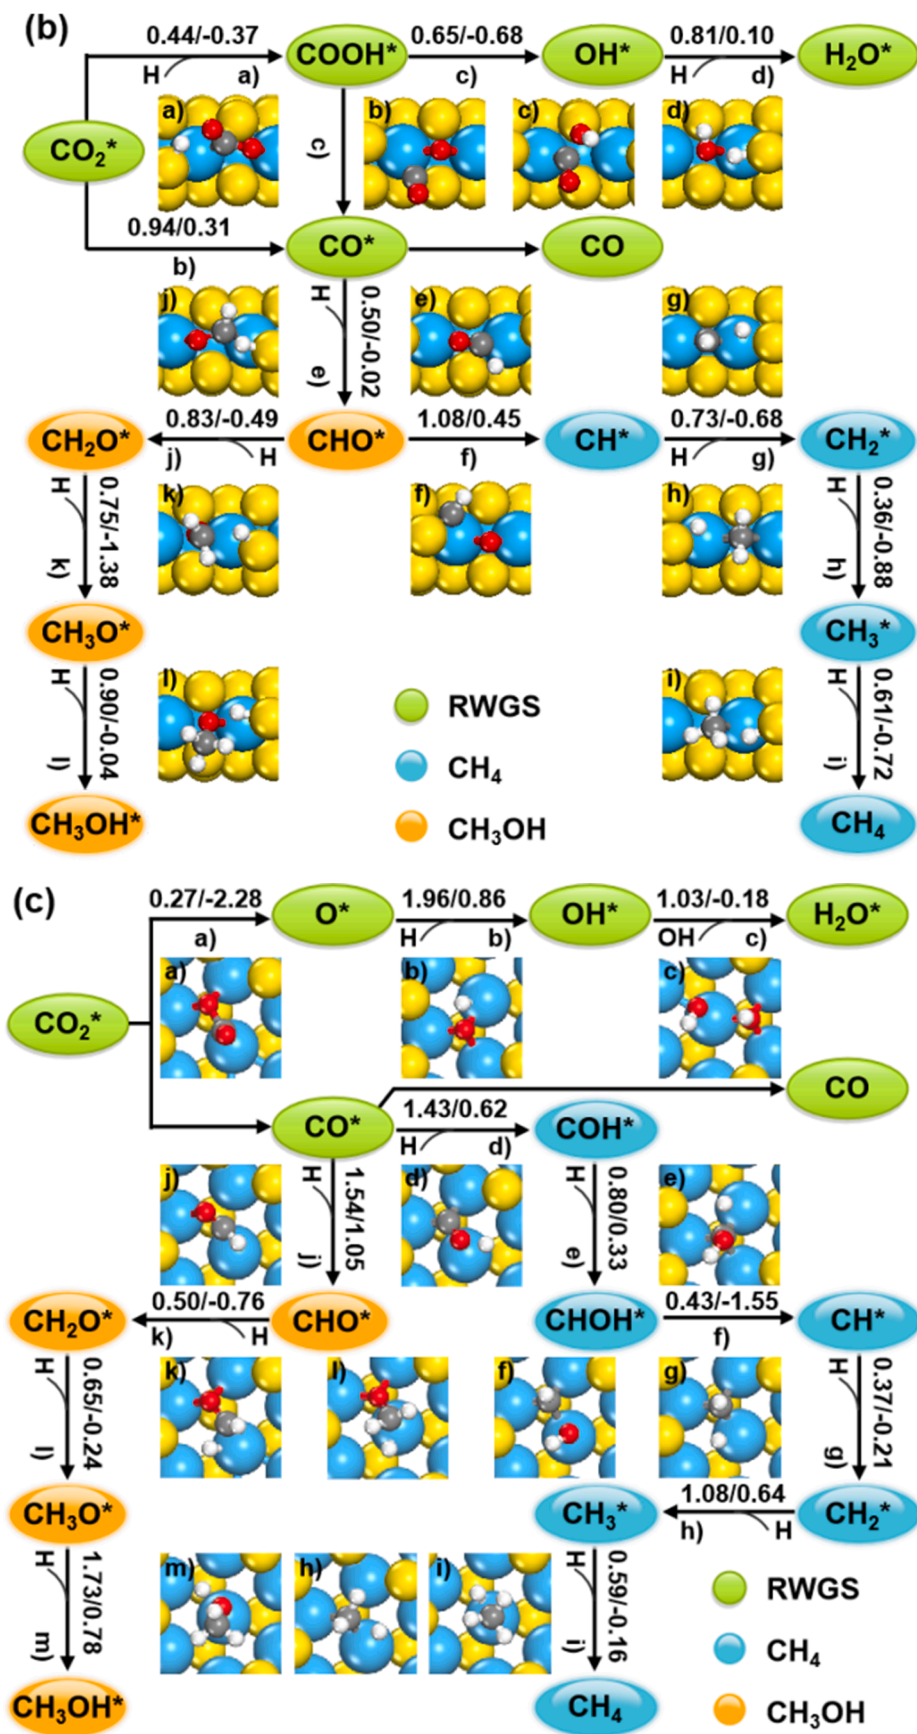 (b)
0.44/-0.37
COOH*
0.65/-0.68
OH*
0.81/0.10
H₂O*
H
a)
c)
H
d)
CO₂*
a)
c)
b)
c)
d)
0.94/0.31
b)
CO*
CO
j)
H
0.50/-0.02
e)
e)
g)
CH₂O*
0.83/-0.49
j)
H
CHO*
1.08/0.45
f)
CH*
0.73/-0.68
H
g)
CH₂*
H
0.75/-1.38
k)
k)
f)
h)
H
0.36/-0.88
h)
CH₃O*
CH₃*
H
0.90/-0.04
l)
l)
RWGS
CH₄
CH₃OH
i)
H
0.61/-0.72
i)
CH₃OH*
CH₄
(c)
0.27/-2.28
a)
O*
1.96/0.86
H
b)
OH*
1.03/-0.18
OH
c)
H₂O*
a)
b)
c)
CO₂*
CO
CO*
1.43/0.62
H
d)
COH*
j)
H
1.54/1.05
j)
d)
H
0.80/0.33
e)
e)
CH₂O*
0.50/-0.76
k)
H
CHO*
CHOH*
0.43/-1.55
f)
CH*
H
0.65/-0.24
l)
k)
l)
f)
g)
H
0.37/-0.21
g)
CH₃O*
CH₃*
1.08/0.64
h)
H
CH₂*
H
1.73/0.78
m)
m)
h)
i)
H
0.59/-0.16
i)
RWGS
CH₄
CH₃OH
CH₃OH*
CH₄